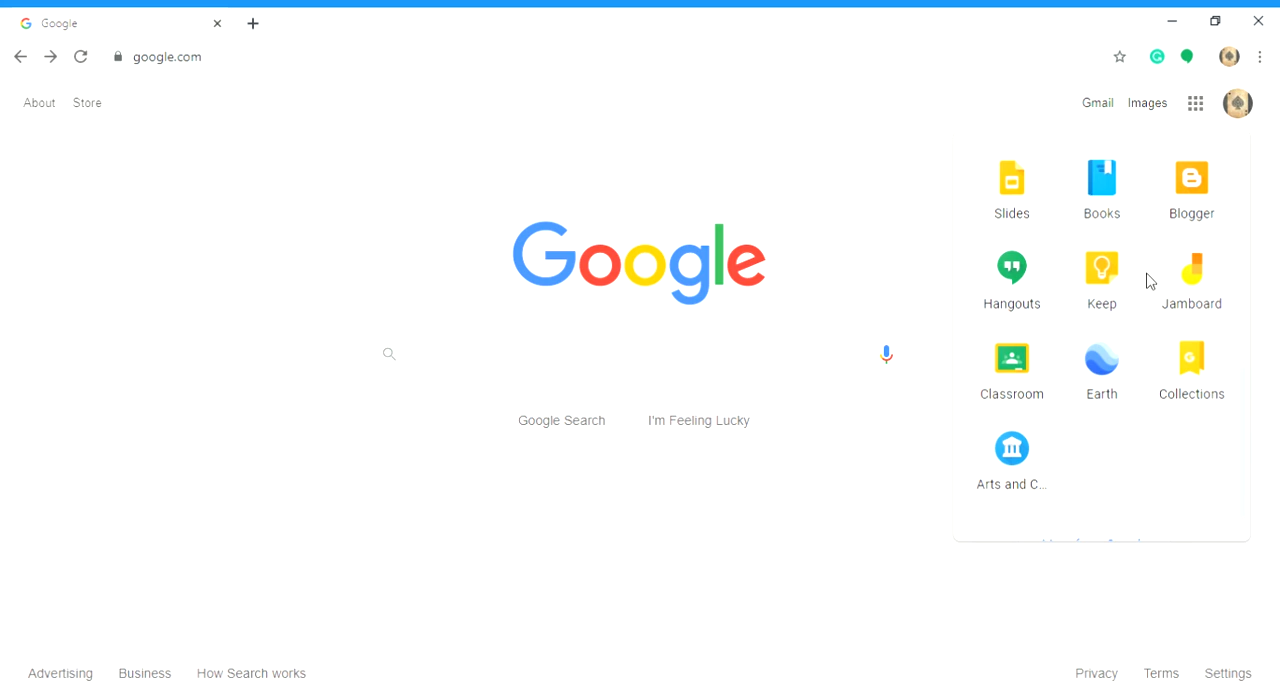 Google
google.com
About Store
Gmail Images
Slides Books Blogger
Google
Hangouts Keep Jamboard
Classroom Earth Collections
Google Search I'm Feeling Lucky
Arts and C...
Advertising Business How Search works
Privacy Terms Settings